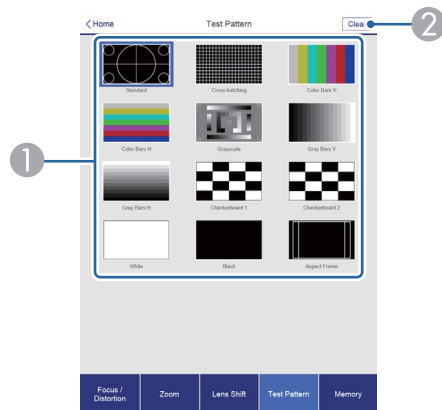 Home
Test Pattern
Clea
2
Standard
Cross-hatching
Color Bars V
Color Bars H
Grayscale
Gray Bars V
1
Gray Bars H
Checkerboard 1
Checkerboard 2
White
Black
Aspect Frame
Focus /
Distortion
Zoom
Lens Shift
Test Pattern
Memory